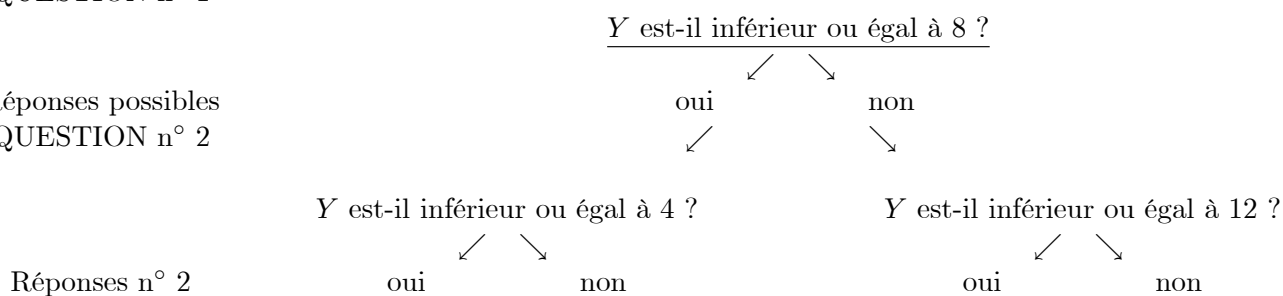 QUESTION n° 1
Y est-il inférieur ou égal à 8 ?
Réponses possibles oui non
QUESTION n° 2
Y est-il inférieur ou égal à 4 ? Y est-il inférieur ou égal à 12 ?
Réponses n° 2 oui non oui non